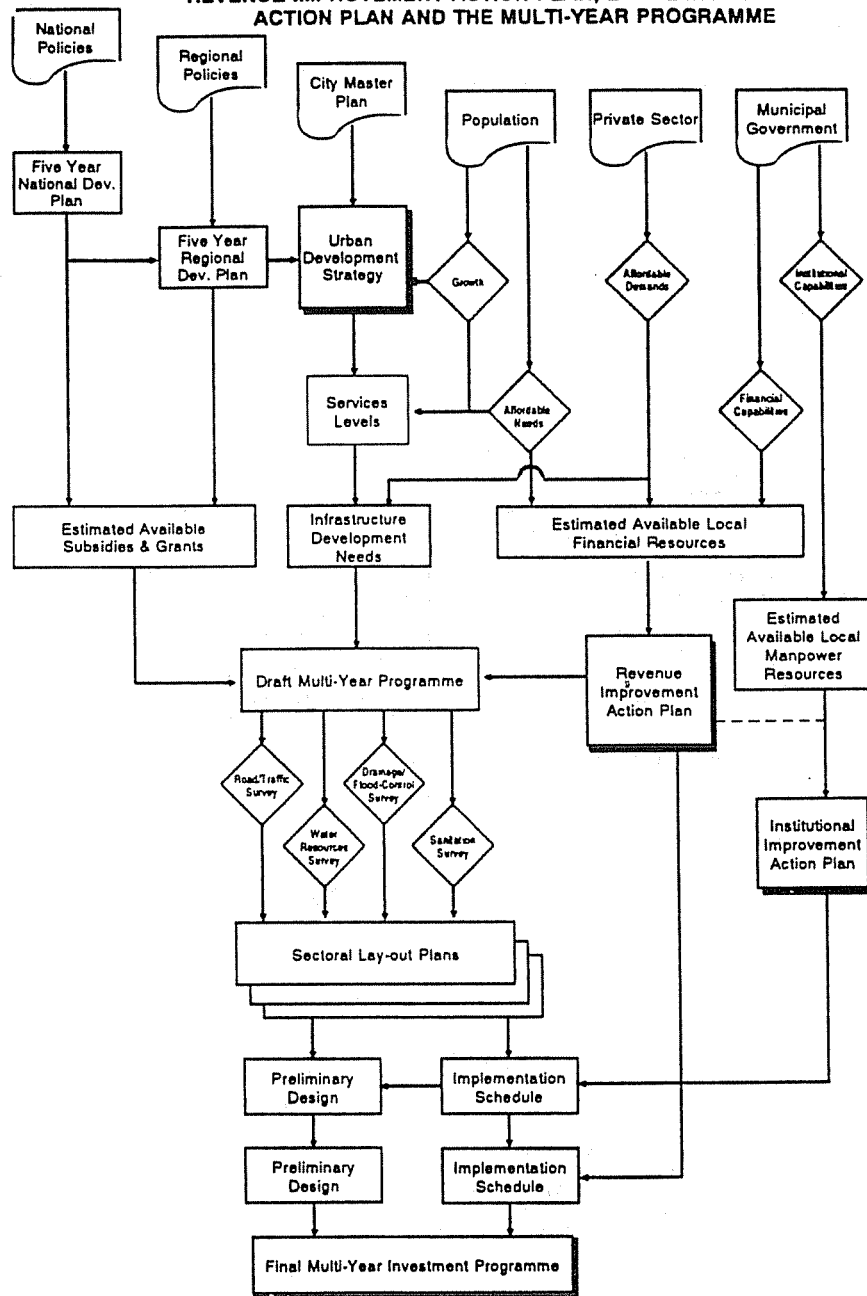 ACTION PLAN AND THE MULTI-YEAR PROGRAMME
National
Policies
Regional
Policies
City Master
Plan
Population
Private Sector
Municipal
Government
Five Year
National Dev.
Plan
Five Year
Regional
Dev. Plan
Urban
Development
Strategy
Growth
Affordable
Demands
Institutional
Capabilities
Services
Levels
Affordable
Needs
Financial
Capabilities
Estimated Available
Subsidies & Grants
Infrastructure
Development
Needs
Estimated Available Local
Financial Resources
Estimated
Available Local
Manpower
Resources
Draft Multi-Year Programme
Revenue
Improvement
Action Plan
Road/Traffic
Survey
Water
Resources
Survey
Drainage/
Flood-Control
Survey
Sanitation
Survey
Institutional
Improvement
Action Plan
Sectoral Lay-out Plans
Preliminary
Design
Implementation
Schedule
Preliminary
Design
Implementation
Schedule
Final Multi-Year Investment Programme